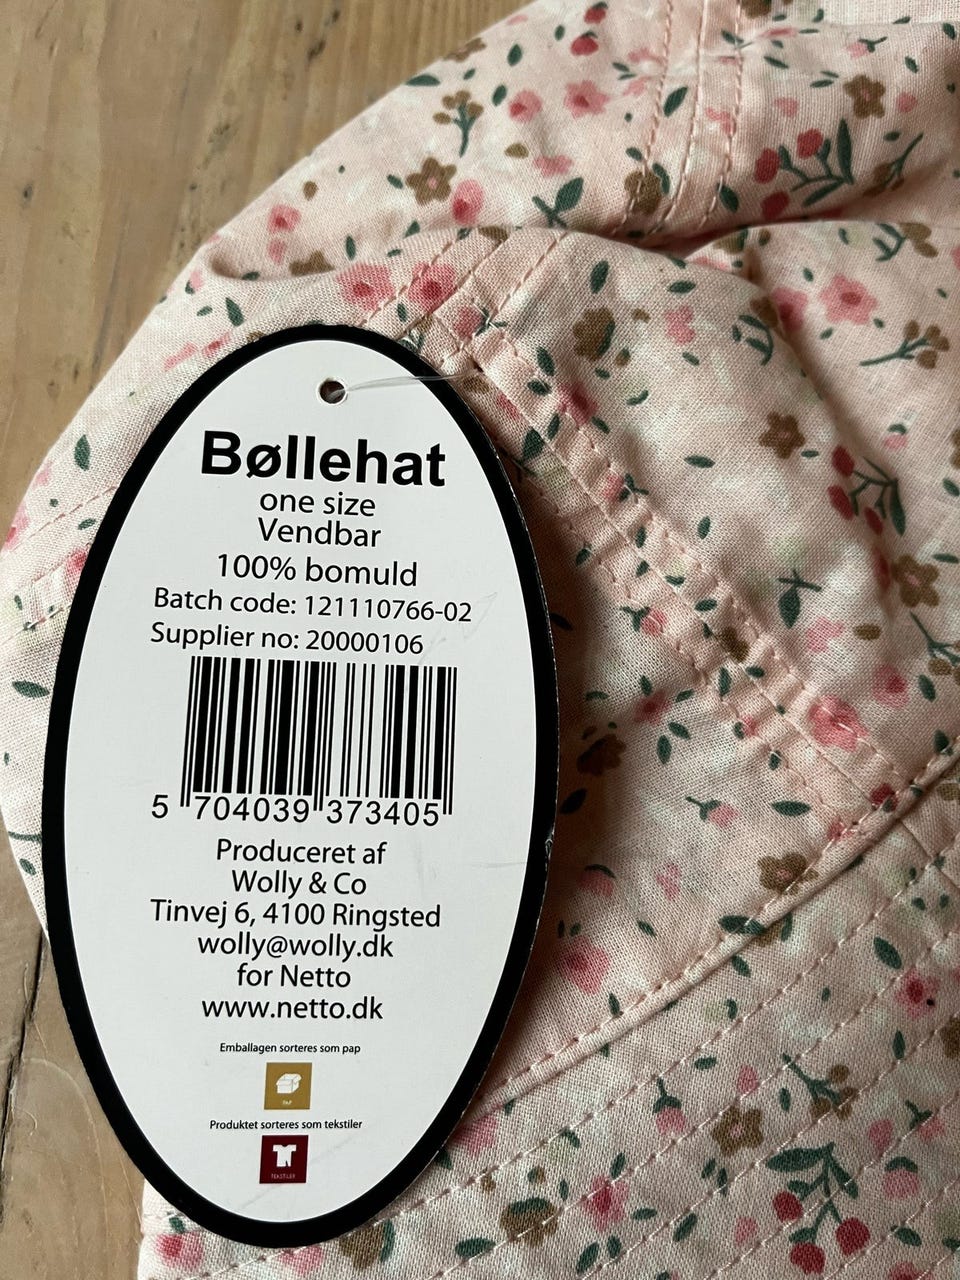 Bøllehat
one size
Vendbar
100% bomuld
Batch code: 121110766-02
Supplier no: 20000106
5 704039 373405
Produceret af
Wolly & Co
Tinvej 6, 4100 Ringsted
wolly@wolly.dk
for Netto
www.netto.dk
Emballagen sorteres som pap
PAP
Produktet sorteres som tekstiler
TEKSTILER